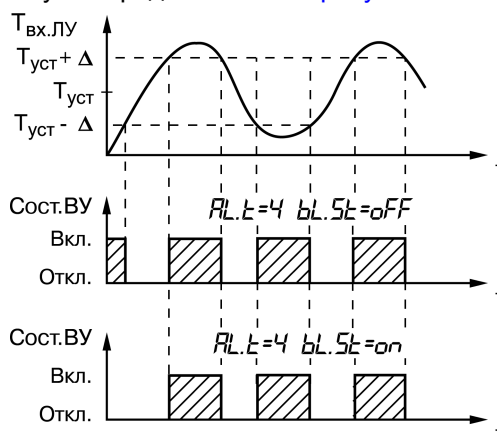 T вх.ЛУ
T уст + Δ
T уст
T уст - Δ
Сост.ВУ
AL.t=4 bL.St=oFF
Вкл.
Откл.
Сост.ВУ
AL.t=4 bL.St=on
Вкл.
Откл.